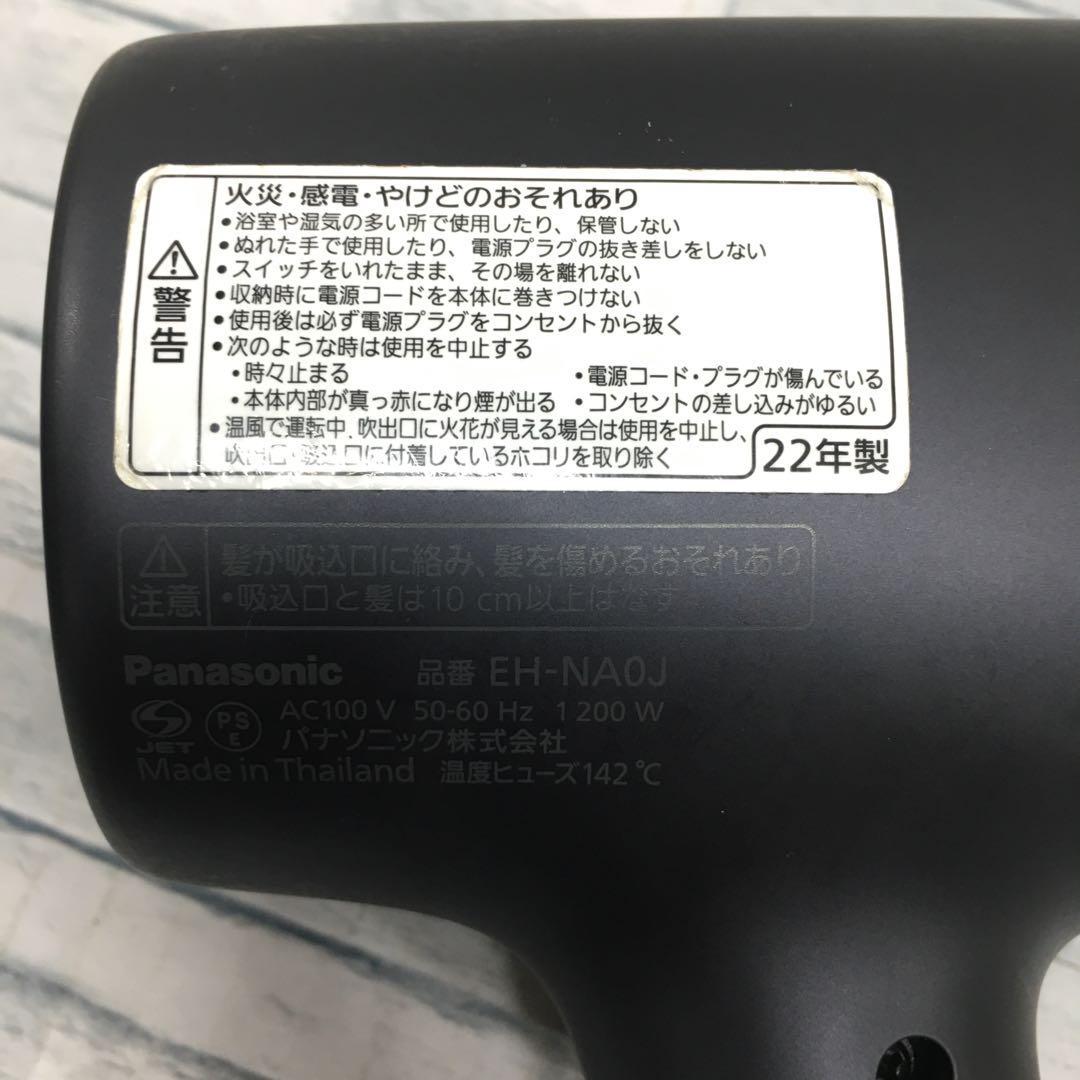 火災・感電・やけどのおそれあり
•浴室や湿気の多い所で使用したり、保管しない
•ぬれた手で使用したり、電源プラグの抜き差しをしない
•スイッチをいれたまま、その場を離れない
•収納時に電源コードを本体に巻きつけない
•使用後は必ず電源プラグをコンセントから抜く
•次のような時は使用を中止する
・時々止まる ・電源コード・プラグが傷んでいる
・本体内部が真っ赤になり煙が出る ・コンセントの差し込みがゆるい
•温風で運転中、吹出口に火花が見える場合は使用を中止し、
吹出口・吸込口に付着しているホコリを取り除く
警告
22年製
髪が吸込口に絡み、髪を傷めるおそれあり
注意 •吸込口と髪は10 cm以上はなす
Panasonic 品番 EH-NA0J
JET PSE AC100 V 50-60 Hz 1 200 W
パナソニック株式会社
Made in Thailand 温度ヒューズ142 ℃